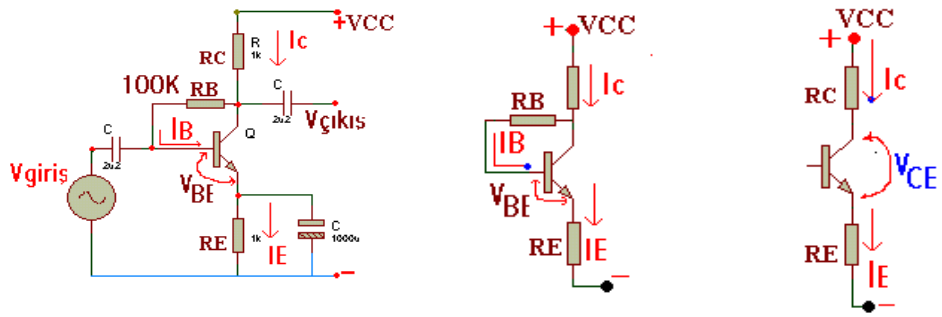 +VCC
R
1k
RC
Ic
100K
RB
C
2u2
Vçıkış
C
2u2
IB
Q
Vgiriş
VBE
RE
1k
IE
C
1000u
-
+ VCC
Ic
RB
IB
VBE
RE
IE
-
+ VCC
RC
Ic
VCE
RE
IE
-